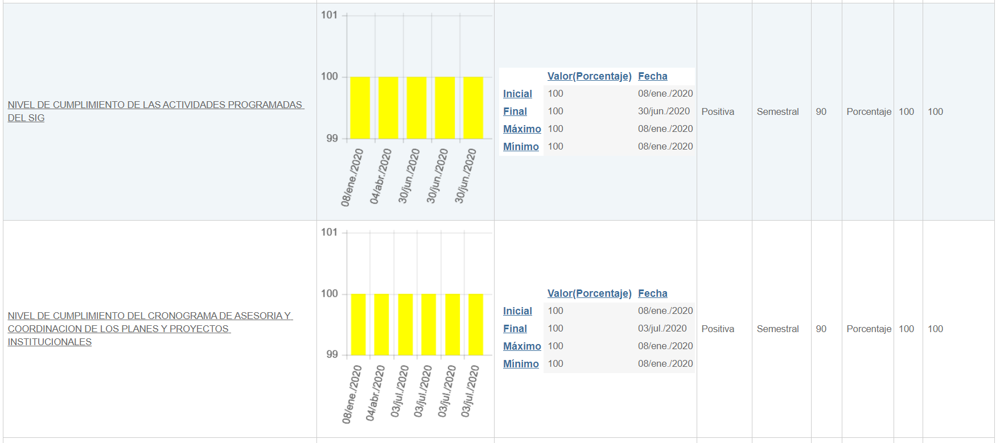 NIVEL DE CUMPLIMIENTO DE LAS ACTIVIDADES PROGRAMADAS
DEL SIG
101
100
99
08/ene./2020
04/abr./2020
30/jun./2020
30/jun./2020
30/jun./2020
Valor(Porcentaje) Fecha
Inicial 100 08/ene./2020
Final 100 30/jun./2020
Máximo 100 08/ene./2020
Mínimo 100 08/ene./2020
Positiva Semestral 90 Porcentaje 100 100
NIVEL DE CUMPLIMIENTO DEL CRONOGRAMA DE ASESORIA Y
COORDINACION DE LOS PLANES Y PROYECTOS
INSTITUCIONALES
101
100
99
08/ene./2020
04/abr./2020
03/jul./2020
03/jul./2020
03/jul./2020
03/jul./2020
Valor(Porcentaje) Fecha
Inicial 100 08/ene./2020
Final 100 03/jul./2020
Máximo 100 08/ene./2020
Mínimo 100 08/ene./2020
Positiva Semestral 90 Porcentaje 100 100